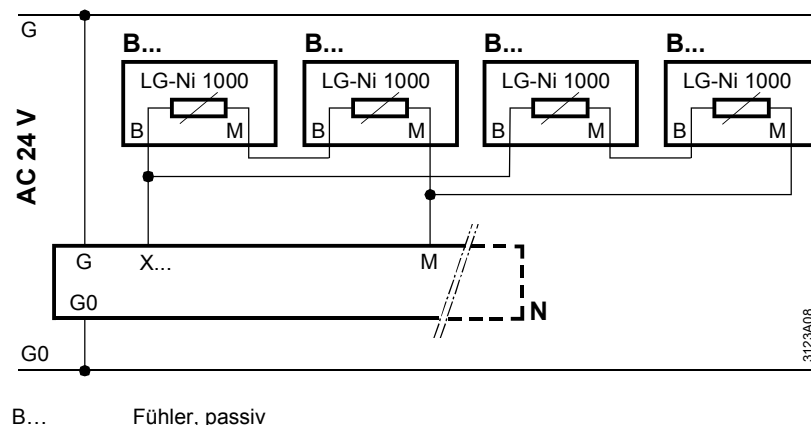 G
B... B... B... B...
LG-Ni 1000 LG-Ni 1000 LG-Ni 1000 LG-Ni 1000
B M B M B M B M
AC 24 V
G X... M
G0
N
G0
3123A08
B… Fühler, passiv